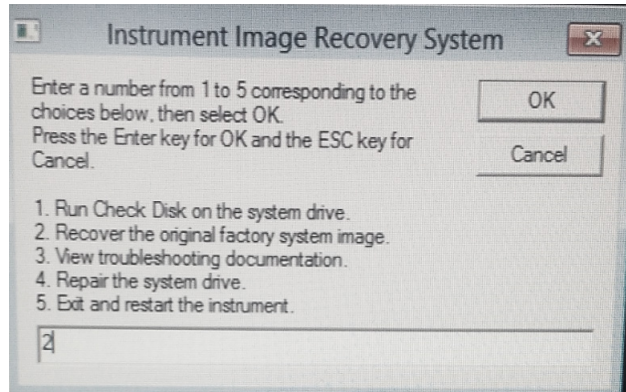 Instrument Image Recovery System
Enter a number from 1 to 5 corresponding to the
choices below, then select OK.
Press the Enter key for OK and the ESC key for
Cancel.
OK
Cancel
1. Run Check Disk on the system drive.
2. Recover the original factory system image.
3. View troubleshooting documentation.
4. Repair the system drive.
5. Exit and restart the instrument.
2